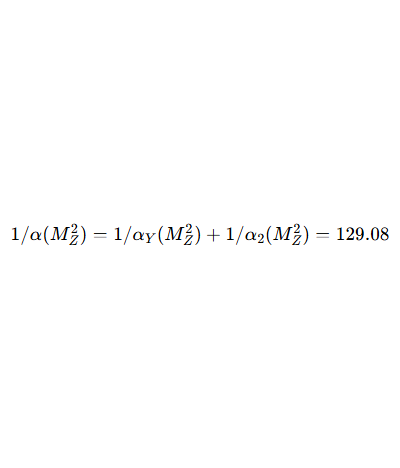 1/α(M_Z^2) = 1/α_Y(M_Z^2) + 1/α_2(M_Z^2) = 129.08